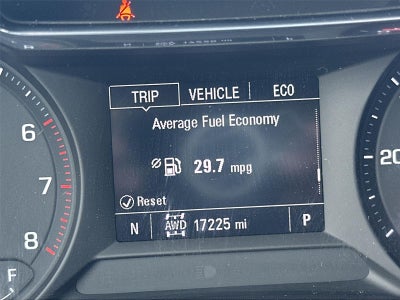 TRIP VEHICLE ECO
Average Fuel Economy
29.7 mpg
Reset
N AWD 17225 mi P
6
7
8
F
20